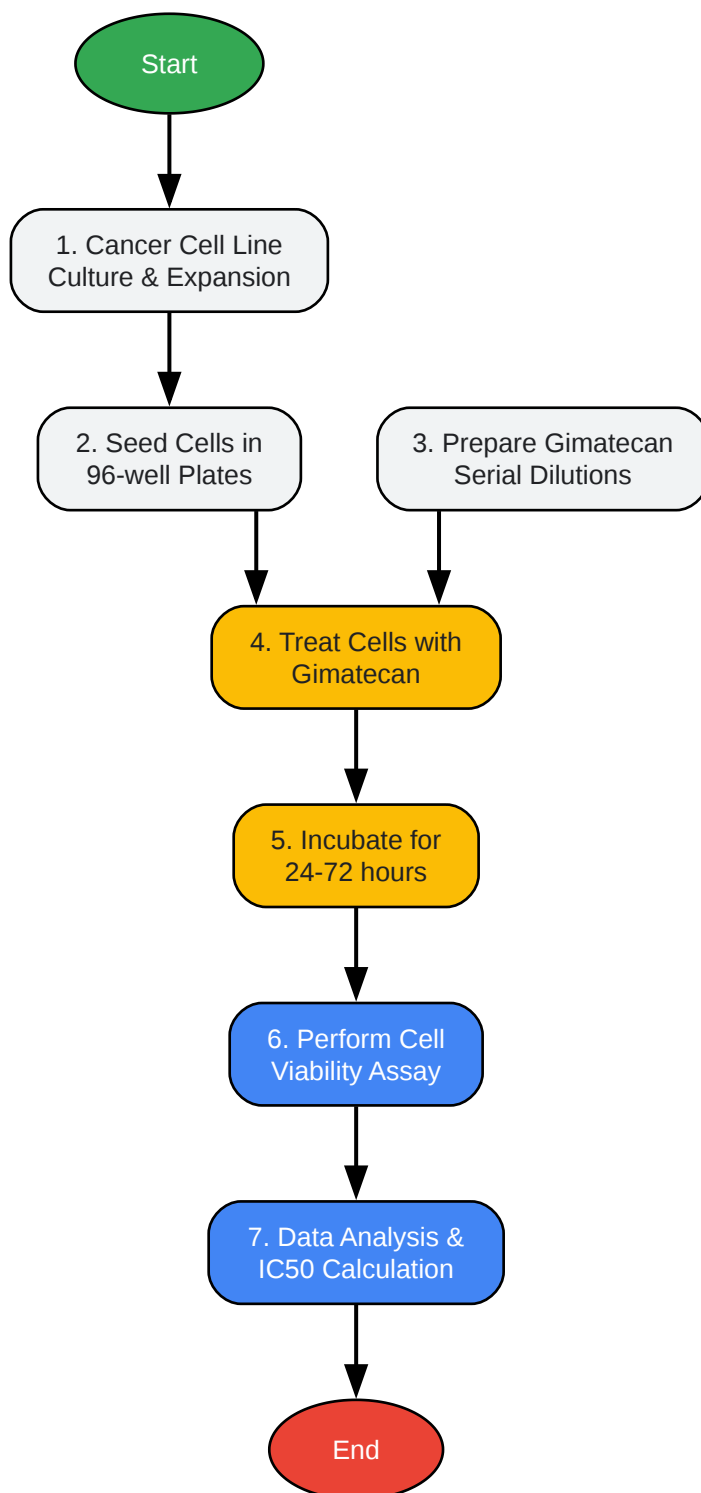 Start
1. Cancer Cell Line
Culture & Expansion
2. Seed Cells in
96-well Plates
3. Prepare Gimatecan
Serial Dilutions
4. Treat Cells with
Gimatecan
5. Incubate for
24-72 hours
6. Perform Cell
Viability Assay
7. Data Analysis &
IC50 Calculation
End